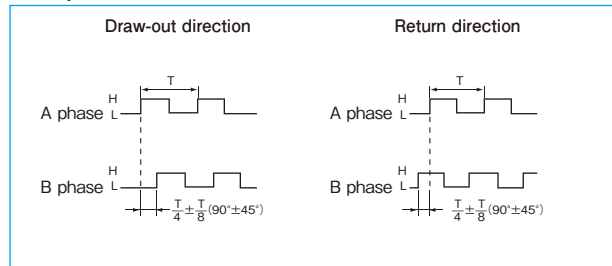 Draw-out direction
T
H
A phase L
H
B phase L
T/4±T/8(90°±45°)
Return direction
T
H
A phase L
H
B phase L
T/4±T/8(90°±45°)